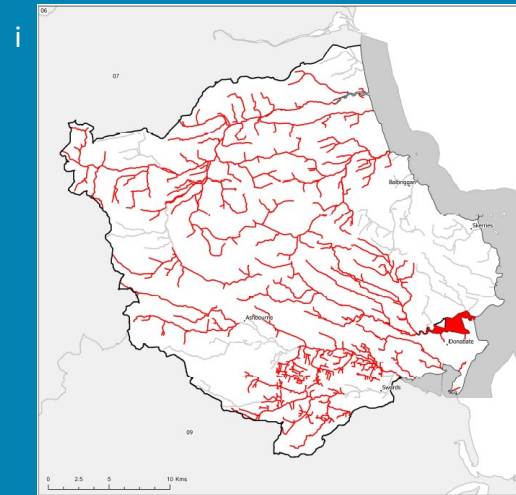 i
06
07
Balbriggan
Skerries
Ashbourne
Donabate
Swords
09
0 2.5 5 10 Kms